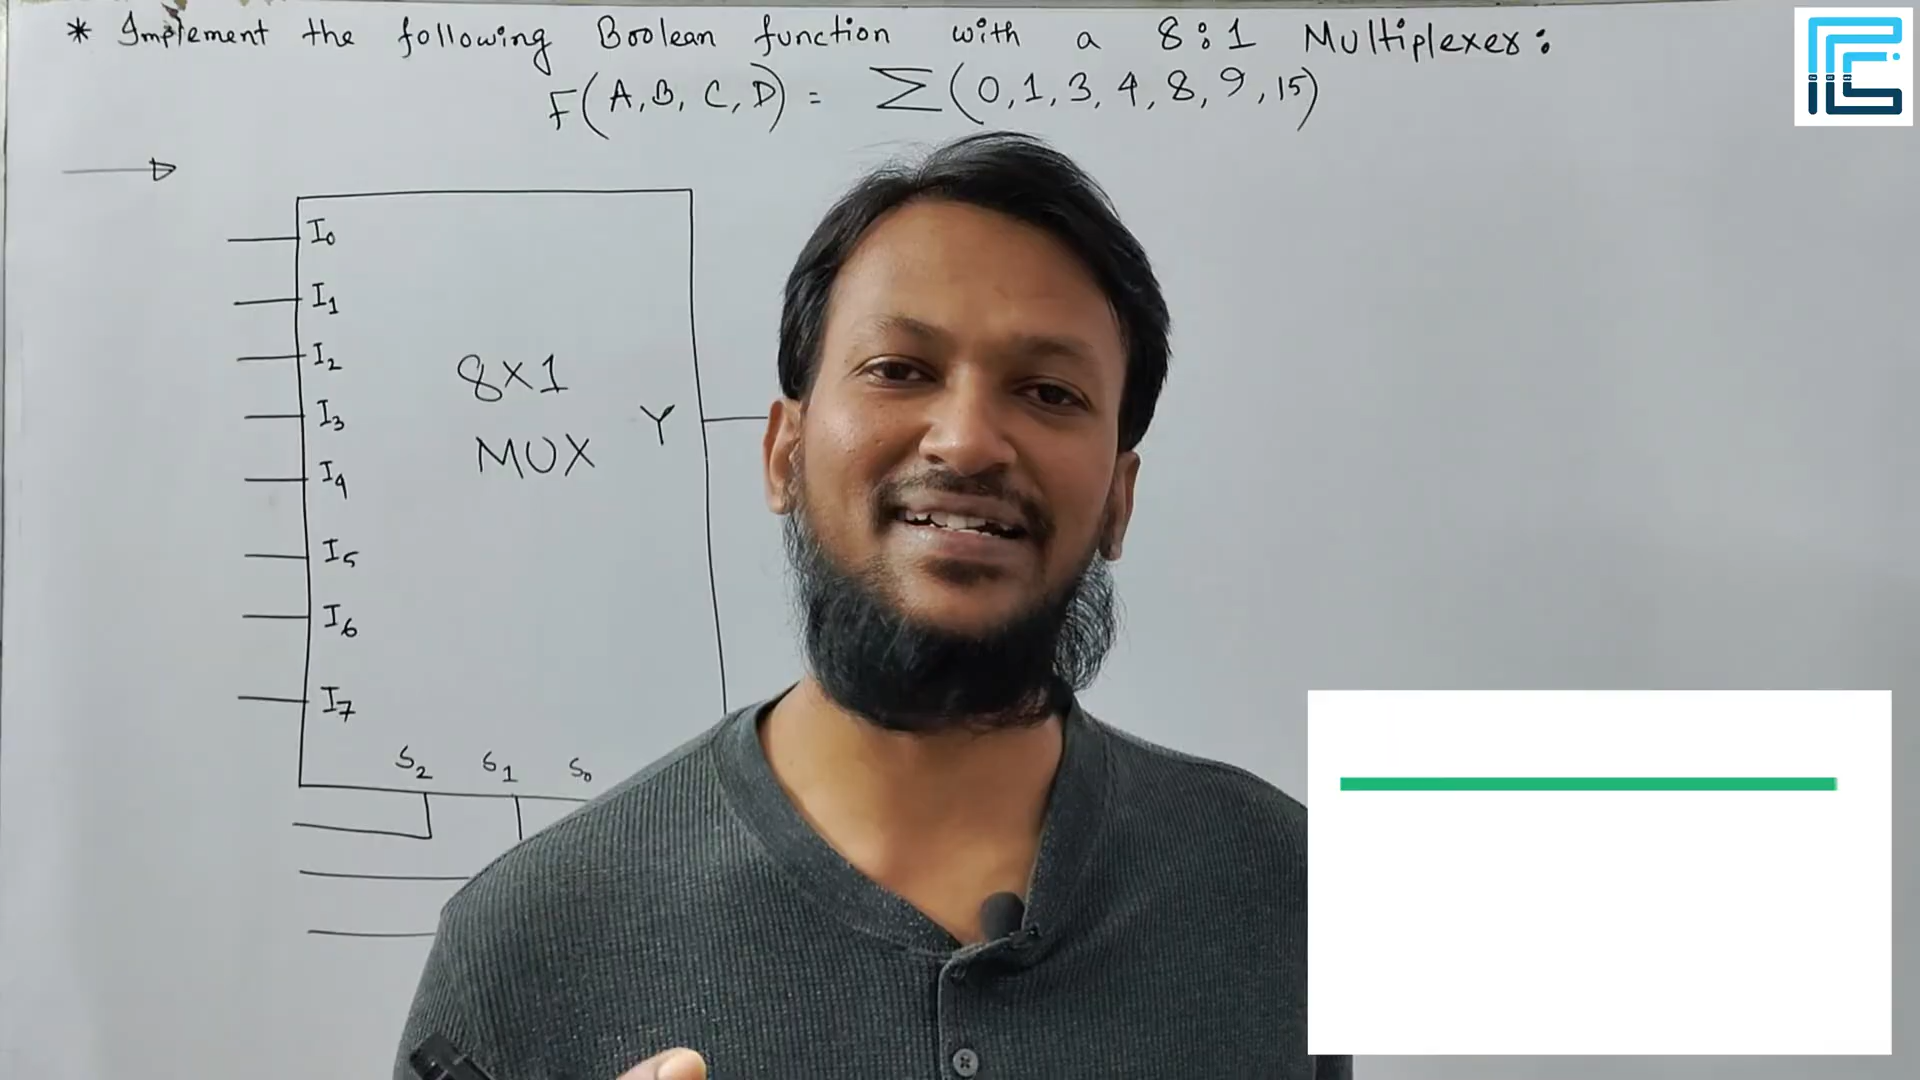 * Implement the following Boolean function with a 8:1 Multiplexer:
F(A, B, C, D) = ∑(0, 1, 3, 4, 8, 9, 15)
I0
I1
I2
8X1
I3
Y
MUX
I4
I5
I6
I7
S2 S1 S0